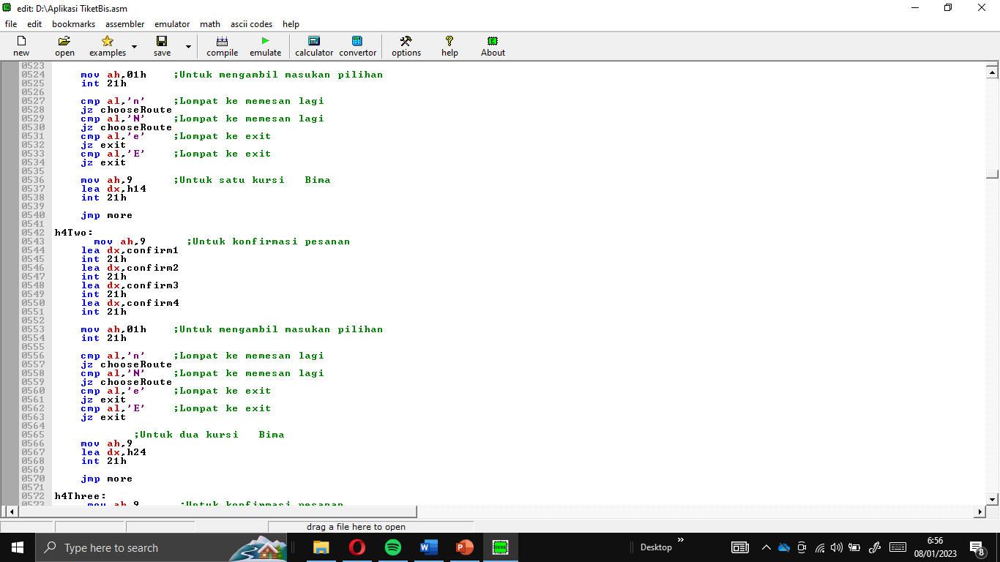 edit: D:\Aplikasi TiketBis.asm
file edit bookmarks assembler emulator math ascii codes help
new open examples save compile emulate calculator convertor options help About
0523
0524 mov ah,01h ;Untuk mengambil masukan pilihan
0525 int 21h
0526
0527 cmp al,'n' ;Lompat ke memesan lagi
0528 jz chooseRoute
0529 cmp al,'N' ;Lompat ke memesan lagi
0530 jz chooseRoute
0531 cmp al,'e' ;Lompat ke exit
0532 jz exit
0533 cmp al,'E' ;Lompat ke exit
0534 jz exit
0535
0536 mov ah,9 ;Untuk satu kursi Bima
0537 lea dx,h14
0538 int 21h
0539
0540 jmp more
0541
0542 h4Two:
0543 mov ah,9 ;Untuk konfirmasi pesanan
0544 lea dx,confirm1
0545 int 21h
0546 lea dx,confirm2
0547 int 21h
0548 lea dx,confirm3
0549 int 21h
0550 lea dx,confirm4
0551 int 21h
0552
0553 mov ah,01h ;Untuk mengambil masukan pilihan
0554 int 21h
0555
0556 cmp al,'n' ;Lompat ke memesan lagi
0557 jz chooseRoute
0558 cmp al,'N' ;Lompat ke memesan lagi
0559 jz chooseRoute
0560 cmp al,'e' ;Lompat ke exit
0561 jz exit
0562 cmp al,'E' ;Lompat ke exit
0563 jz exit
0564
0565 ;Untuk dua kursi Bima
0566 mov ah,9
0567 lea dx,h24
0568 int 21h
0569
0570 jmp more
0571
0572 h4Three:
0573 mov ah,9 ;Untuk konfirmasi pesanan
drag a file here to open
Type here to search
Desktop
8086
6:56
08/01/2023
8